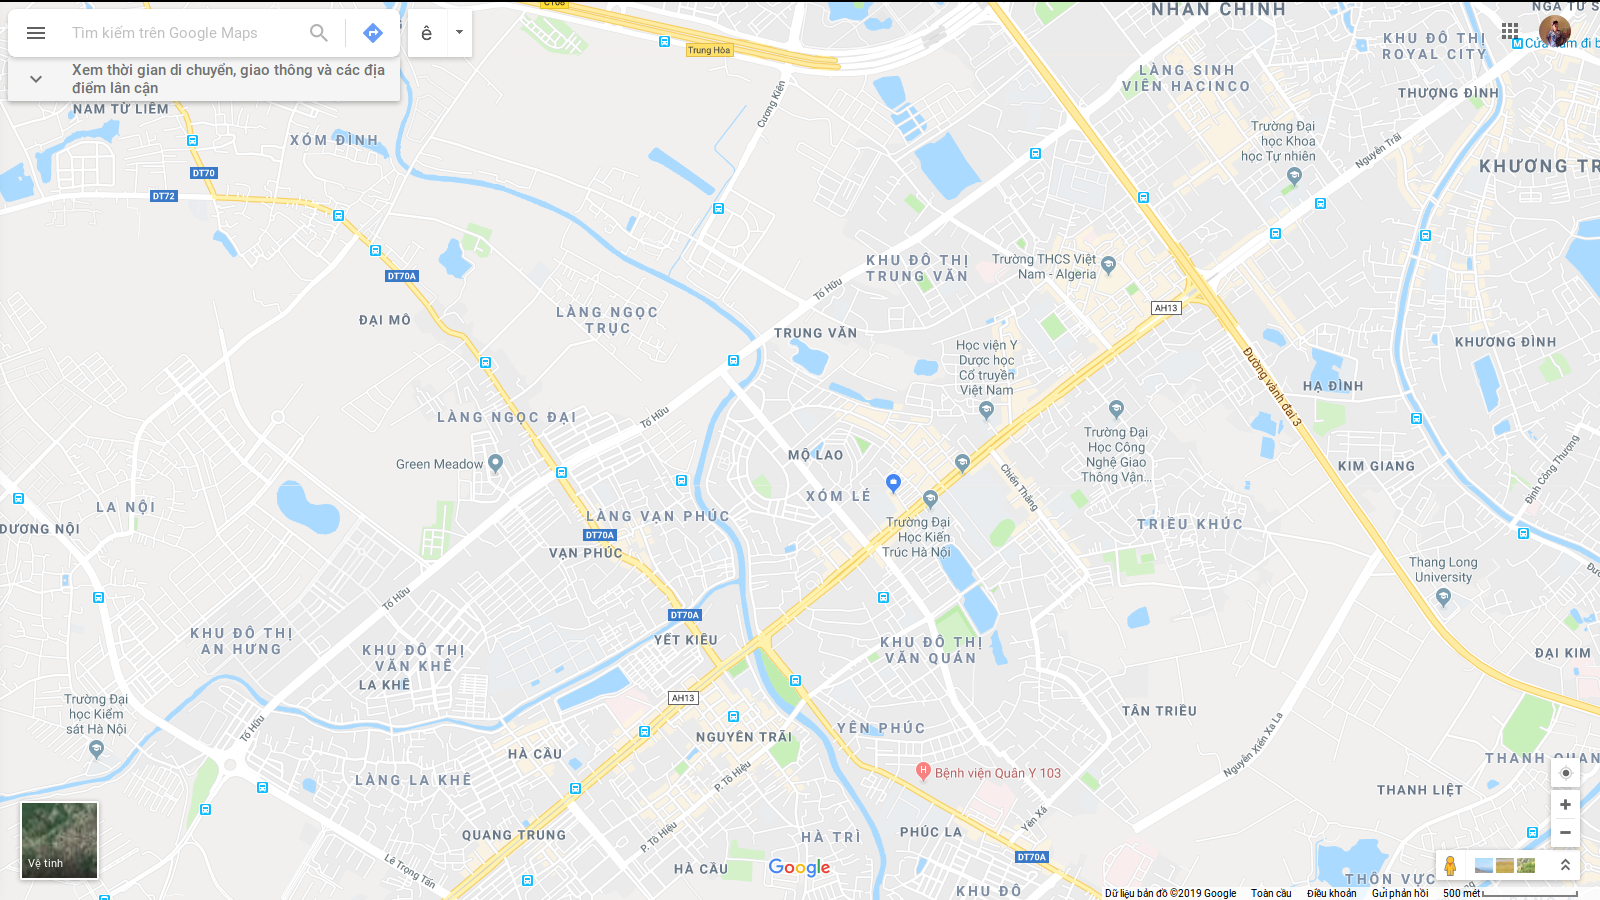 Tìm kiếm trên Google Maps
ê
Xem thời gian di chuyển, giao thông và các địa
điểm lân cận
CT08
Trung Hòa
NHÂN CHÍNH
NGÃ TƯ S
KHU ĐÔ THỊ
ROYAL CITY
LÀNG SINH
VIÊN HACINCO
THƯỢNG ĐÌNH
NAM TỪ LIÊM
XÓM ĐÌNH
Cương Kiên
Trường Đại
học Khoa
học Tự nhiên
Nguyễn Trãi
KHƯƠNG TR
DT70
DT72
KHU ĐÔ THỊ
TRUNG VĂN
Trường THCS Việt
Nam - Algeria
DT70A
Tố Hữu
AH13
LÀNG NGỌC
TRỤC
ĐẠI MỖ
TRUNG VĂN
Học viện Y
Dược học
Cổ truyền
Việt Nam
KHƯƠNG ĐÌNH
Đường vành đai 3
HẠ ĐÌNH
LÀNG NGỌC ĐẠI
Tố Hữu
Trường Đại
Học Công
Nghệ Giao
Thông Vận...
Green Meadow
MỘ LAO
KIM GIANG
Chiến Thắng
Định Công Thượng
XÓM LÉ
LA NỘI
LÀNG VẠN PHÚC
TRIỀU KHÚC
DƯƠNG NỘI
DT70A
VẠN PHÚC
Trường Đại
Học Kiến
Trúc Hà Nội
Thang Long
University
Tố Hữu
DT70A
KHU ĐÔ THỊ
AN HƯNG
YẾT KIÊU
KHU ĐÔ THỊ
VĂN KHÊ
KHU ĐÔ THỊ
VĂN QUÁN
ĐẠI KIM
LA KHÊ
AH13
Trường Đại
học Kiểm
sát Hà Nội
TÂN TRIỀU
Tố Hữu
YÊN PHÚC
NGUYỄN TRÃI
Nguyễn Xiển Xa La
HÀ CẦU
THANH QUAN
LÀNG LA KHÊ
P. Tô Hiệu
Bệnh viện Quân Y 103
THANH LIỆT
Yên Xá
QUANG TRUNG
P. Tô Hiệu
HÀ TRÌ
PHÚC LA
Lê Trọng Tấn
DT70A
Vệ tinh
HÀ CẦU
Google
KHU ĐÔ
THÔN VỰC
Dữ liệu bản đồ ©2019 Google
Toàn cầu
Điều khoản
Gửi phản hồi
500 mét